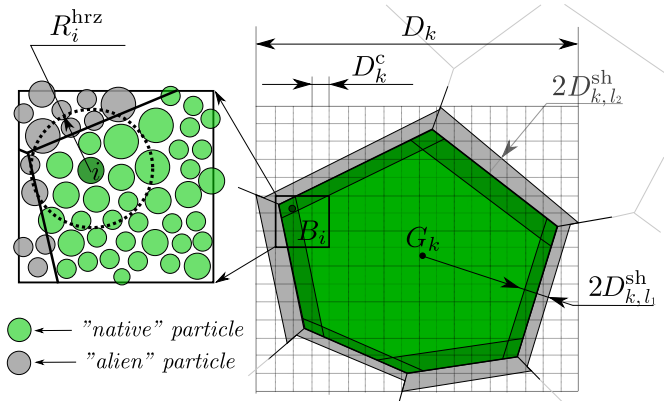 R_i^hrz
D_k
D_k^c
2D_{k,l_2}^sh
i
B_i
G_k
2D_{k,l_1}^sh
"native" particle
"alien" particle